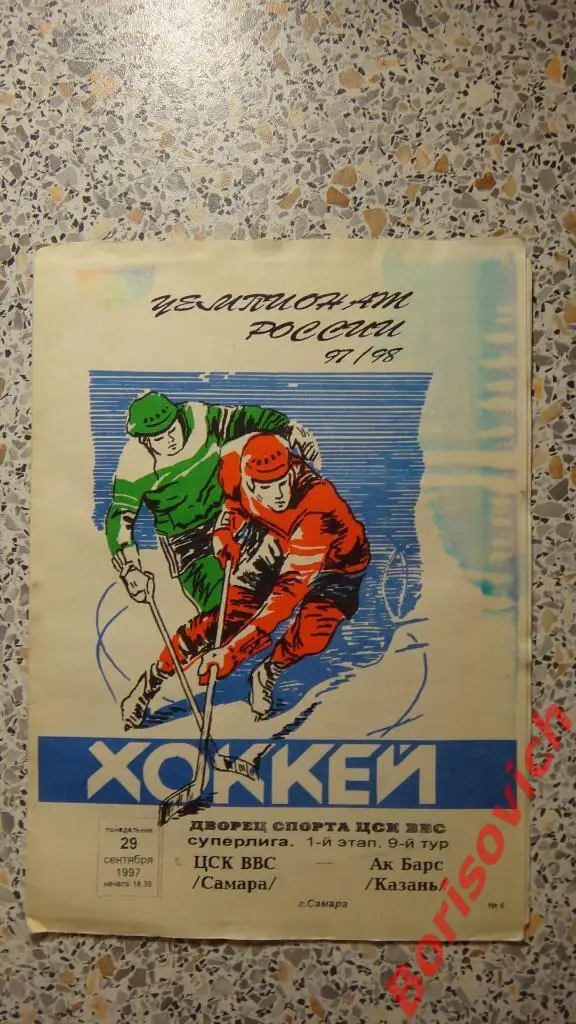 ЧЕМПИОНАТ
РОССИИ
97/98
ХОККЕЙ
понедельник
29
сентября
1997
начало 18.30
ДВОРЕЦ СПОРТА ЦСК ВВС
суперлига. 1-й этап. 9-й тур
ЦСК ВВС — Ак Барс
/Самара/ /Казань/
г.Самара
№ 6
Borisovich